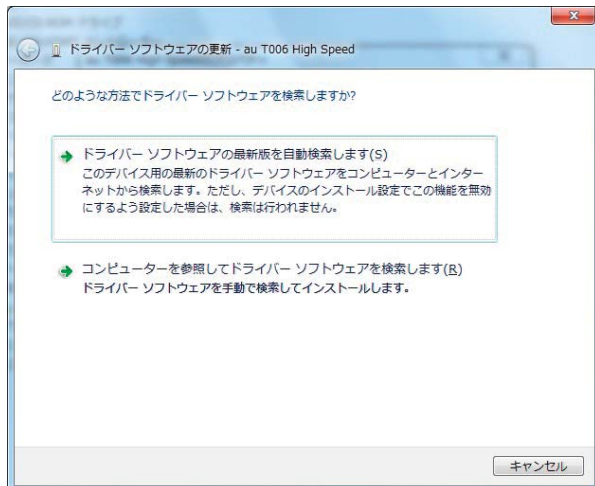 ドライバー ソフトウェアの更新 - au T006 High Speed
どのような方法でドライバー ソフトウェアを検索しますか?
ドライバー ソフトウェアの最新版を自動検索します(S)
このデバイス用の最新のドライバー ソフトウェアをコンピューターとインター
ネットから検索します。ただし、デバイスのインストール設定でこの機能を無効
にするよう設定した場合は、検索は行われません。
コンピューターを参照してドライバー ソフトウェアを検索します(R)
ドライバー ソフトウェアを手動で検索してインストールします。
キャンセル